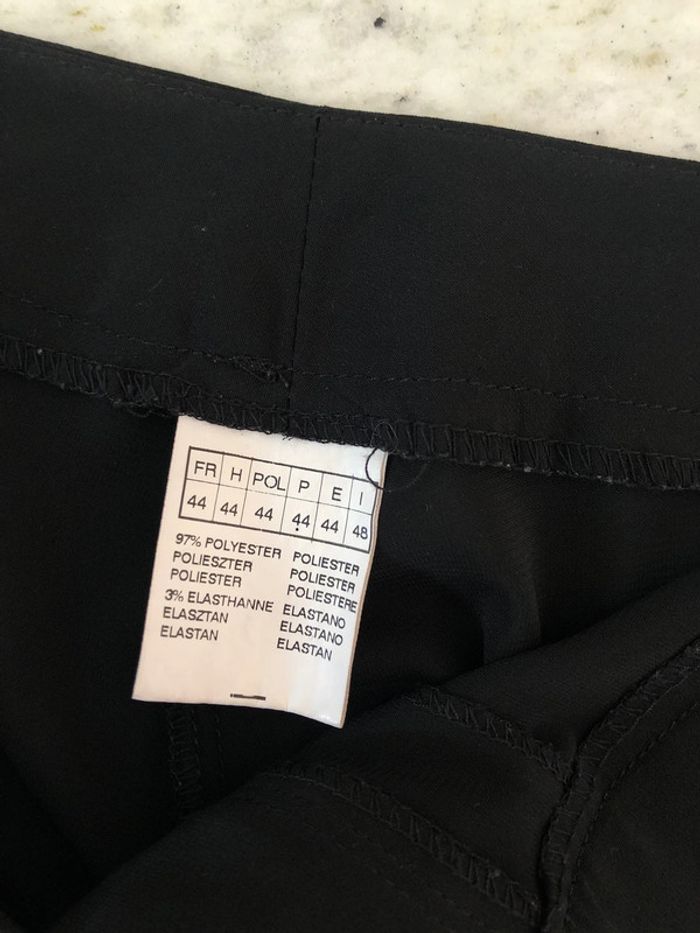 FR H POL P E I
44 44 44 44 44 48
97% POLYESTER POLIESTER
POLIESZTER POLIESTER
POLIESTER POLIESTERE
3% ELASTHANNE ELASTANO
ELASZTAN ELASTANO
ELASTAN ELASTAN